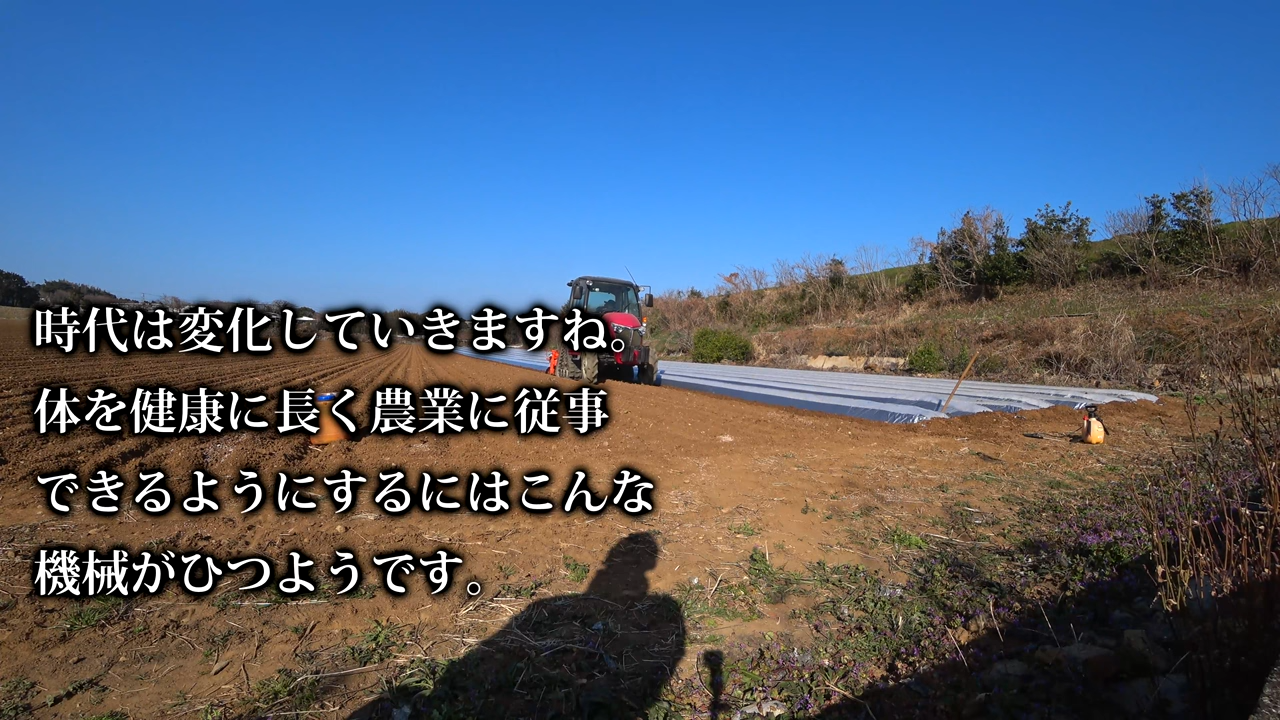 時代は変化していきますね。
体を健康に長く農業に従事
できるようにするにはこんな
機械がひつようです。